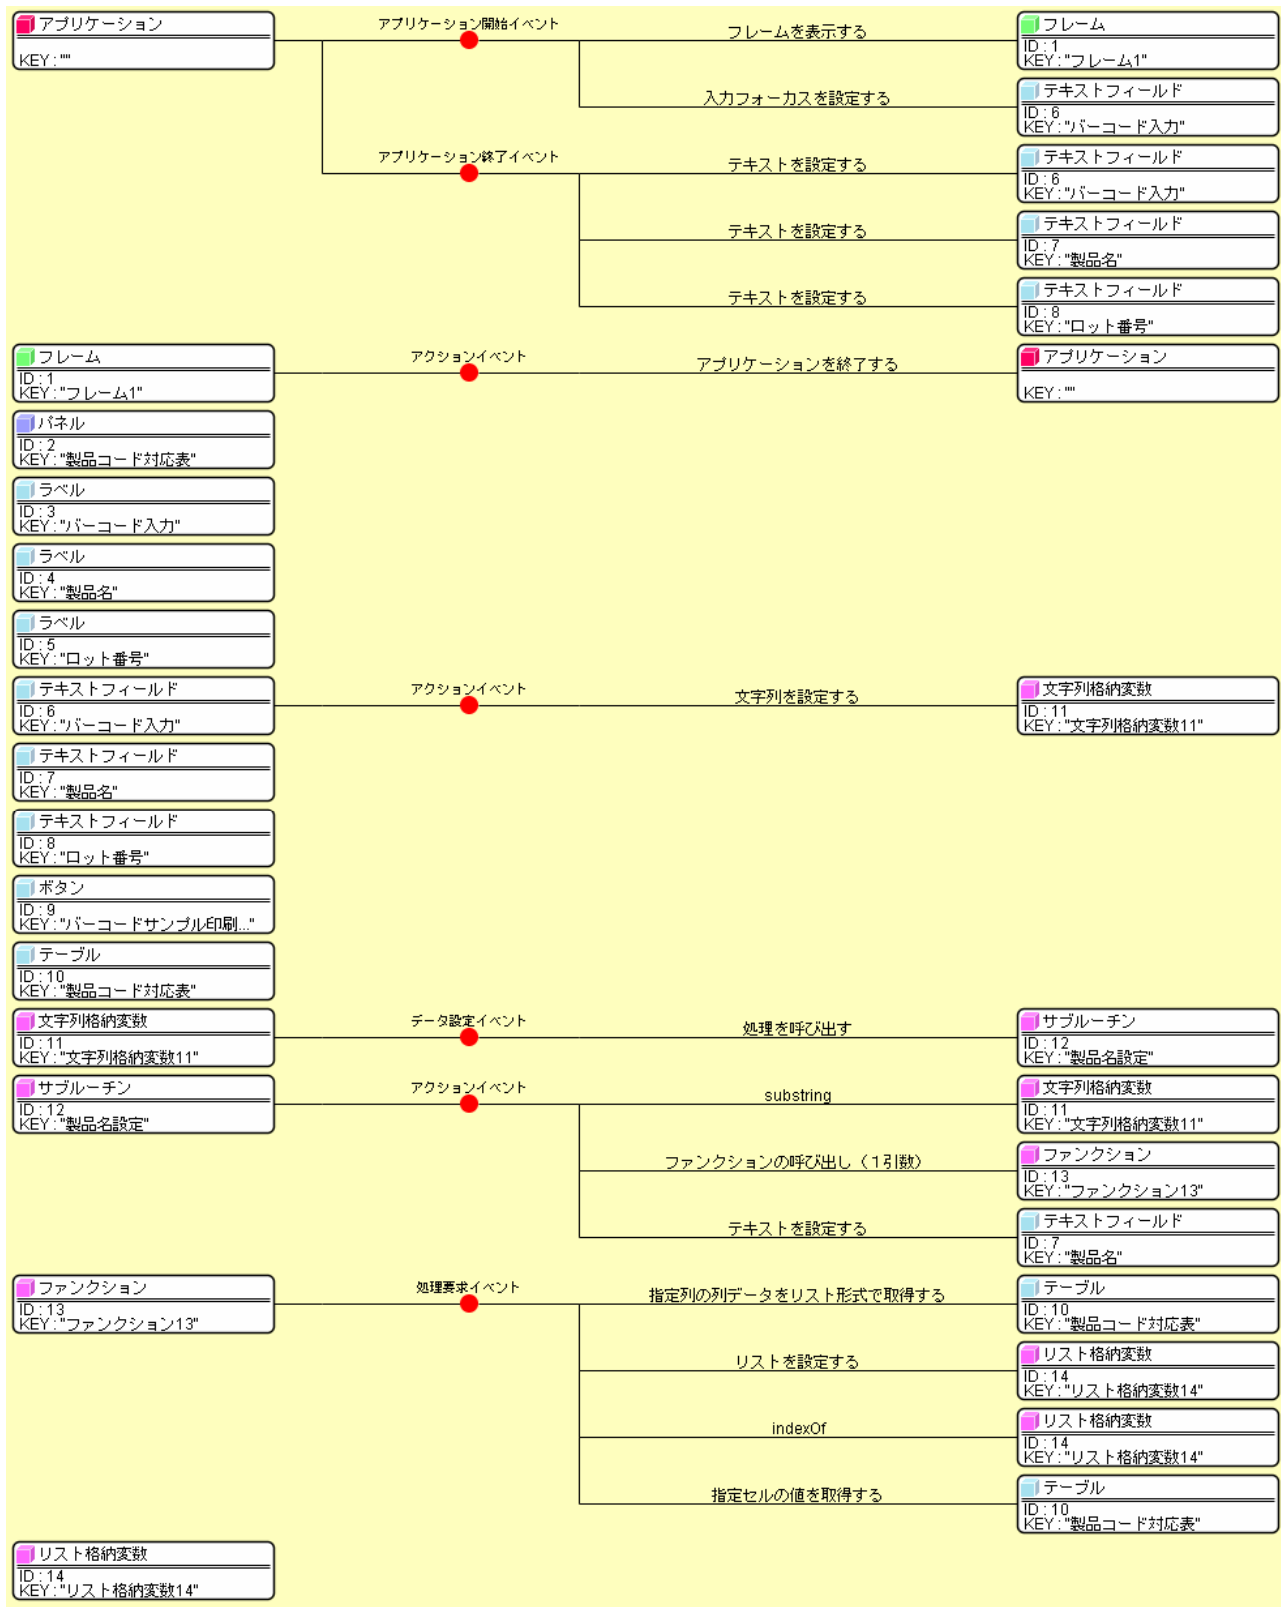 アプリケーション
KEY : ""
アプリケーション開始イベント
フレームを表示する
フレーム
ID : 1
KEY : "フレーム1"
入力フォーカスを設定する
テキストフィールド
ID : 6
KEY : "バーコード入力"
アプリケーション終了イベント
テキストを設定する
テキストフィールド
ID : 6
KEY : "バーコード入力"
テキストを設定する
テキストフィールド
ID : 7
KEY : "製品名"
テキストを設定する
テキストフィールド
ID : 8
KEY : "ロット番号"
フレーム
ID : 1
KEY : "フレーム1"
アクションイベント
アプリケーションを終了する
アプリケーション
KEY : ""
パネル
ID : 2
KEY : "製品コード対応表"
ラベル
ID : 3
KEY : "バーコード入力"
ラベル
ID : 4
KEY : "製品名"
ラベル
ID : 5
KEY : "ロット番号"
テキストフィールド
ID : 6
KEY : "バーコード入力"
アクションイベント
文字列を設定する
文字列格納変数
ID : 11
KEY : "文字列格納変数11"
テキストフィールド
ID : 7
KEY : "製品名"
テキストフィールド
ID : 8
KEY : "ロット番号"
ボタン
ID : 9
KEY : "バーコードサンプル印刷..."
テーブル
ID : 10
KEY : "製品コード対応表"
文字列格納変数
ID : 11
KEY : "文字列格納変数11"
データ設定イベント
処理を呼び出す
サブルーチン
ID : 12
KEY : "製品名設定"
サブルーチン
ID : 12
KEY : "製品名設定"
アクションイベント
substring
文字列格納変数
ID : 11
KEY : "文字列格納変数11"
ファンクションの呼び出し（1引数）
ファンクション
ID : 13
KEY : "ファンクション13"
テキストを設定する
テキストフィールド
ID : 7
KEY : "製品名"
ファンクション
ID : 13
KEY : "ファンクション13"
処理要求イベント
指定列の列データをリスト形式で取得する
テーブル
ID : 10
KEY : "製品コード対応表"
リストを設定する
リスト格納変数
ID : 14
KEY : "リスト格納変数14"
indexOf
リスト格納変数
ID : 14
KEY : "リスト格納変数14"
指定セルの値を取得する
テーブル
ID : 10
KEY : "製品コード対応表"
リスト格納変数
ID : 14
KEY : "リスト格納変数14"